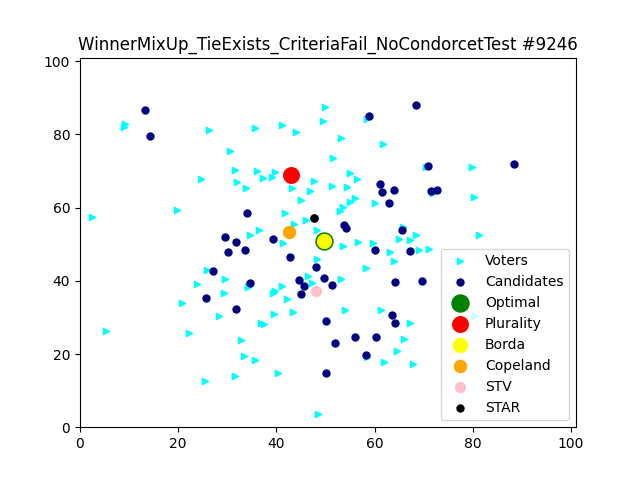 WinnerMixUp_TieExists_CriteriaFail_NoCondorcetTest #9246
100
80
60
40
20
0
0 20 40 60 80 100
Voters
Candidates
Optimal
Plurality
Borda
Copeland
STV
STAR